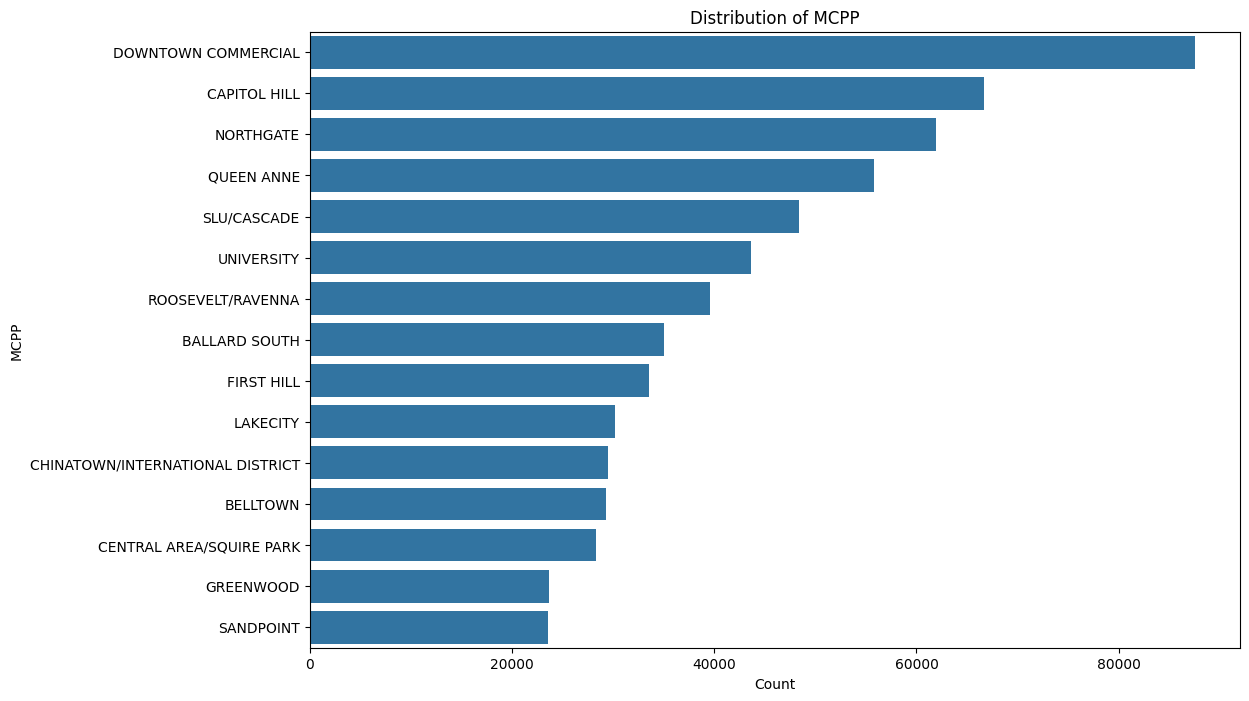 Distribution of MCPP
DOWNTOWN COMMERCIAL
CAPITOL HILL
NORTHGATE
QUEEN ANNE
SLU/CASCADE
UNIVERSITY
ROOSEVELT/RAVENNA
BALLARD SOUTH
FIRST HILL
LAKECITY
CHINATOWN/INTERNATIONAL DISTRICT
BELLTOWN
CENTRAL AREA/SQUIRE PARK
GREENWOOD
SANDPOINT
MCPP
0 20000 40000 60000 80000
Count